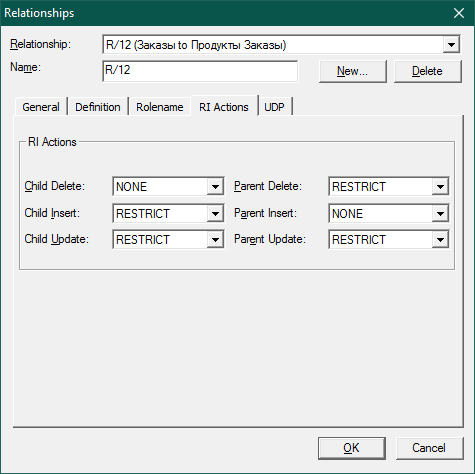 Relationships
Relationship: R/12 (Заказы to Продукты Заказы)
Name: R/12 New... Delete
General Definition Rolename RI Actions UDP
RI Actions
Child Delete: NONE Parent Delete: RESTRICT
Child Insert: RESTRICT Parent Insert: NONE
Child Update: RESTRICT Parent Update: RESTRICT
OK Cancel